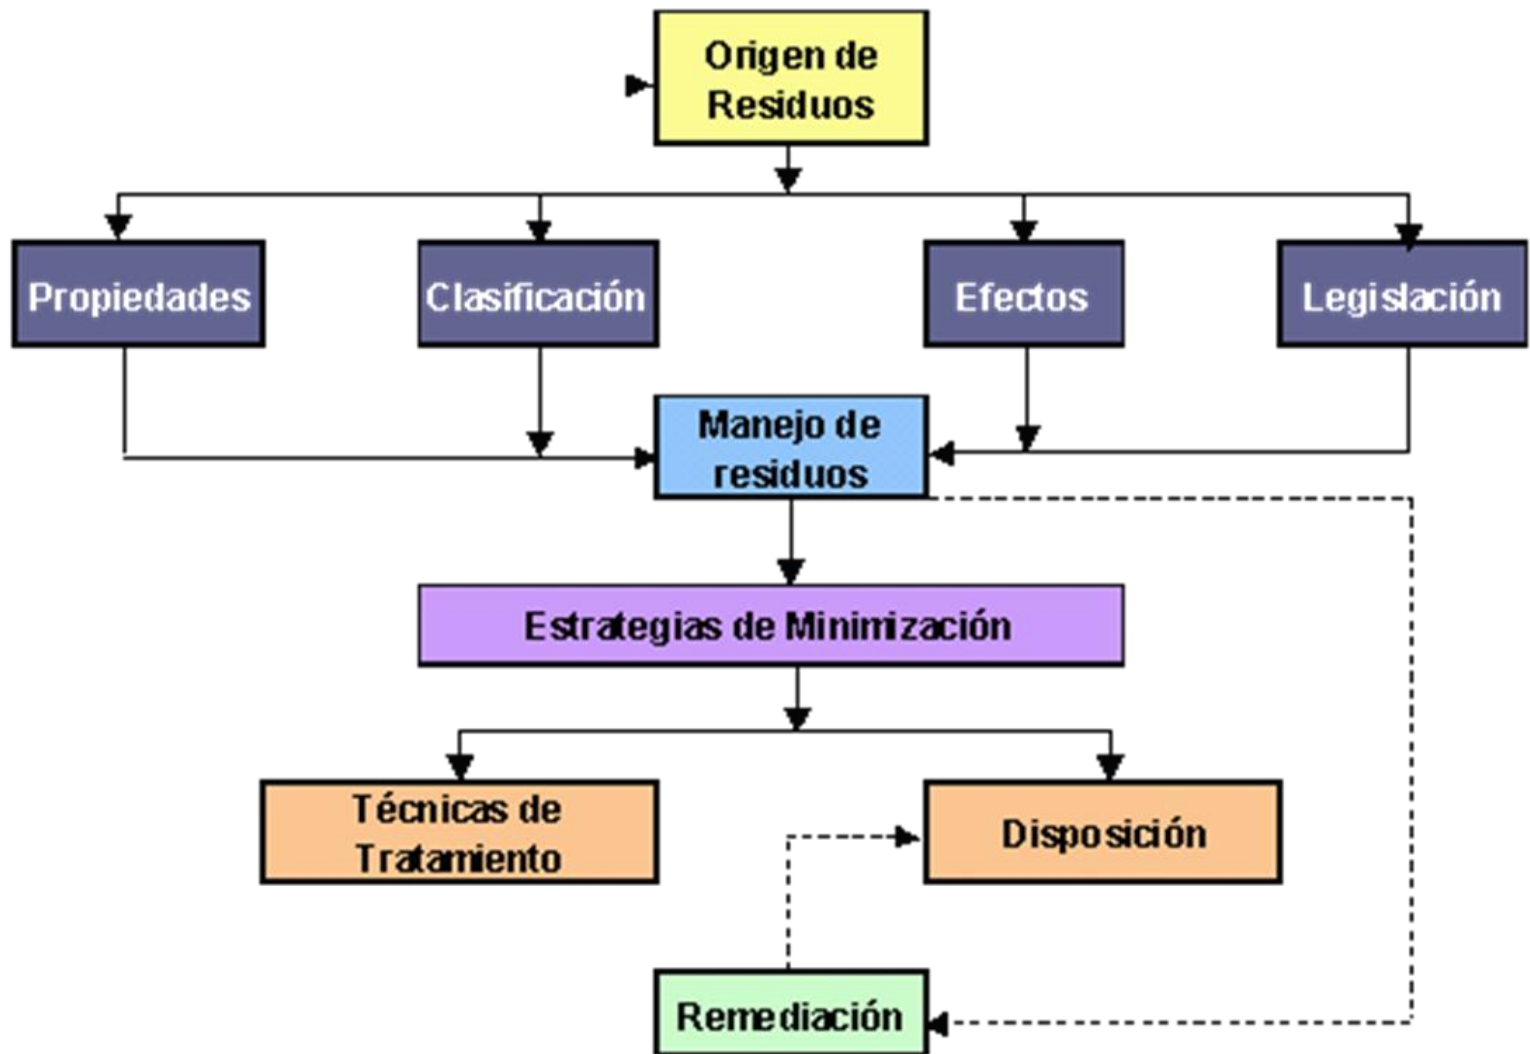 Origen de
Residuos
Propiedades
Clasificación
Efectos
Legislación
Manejo de
residuos
Estrategias de Minimización
Técnicas de
Tratamiento
Disposición
Remediación